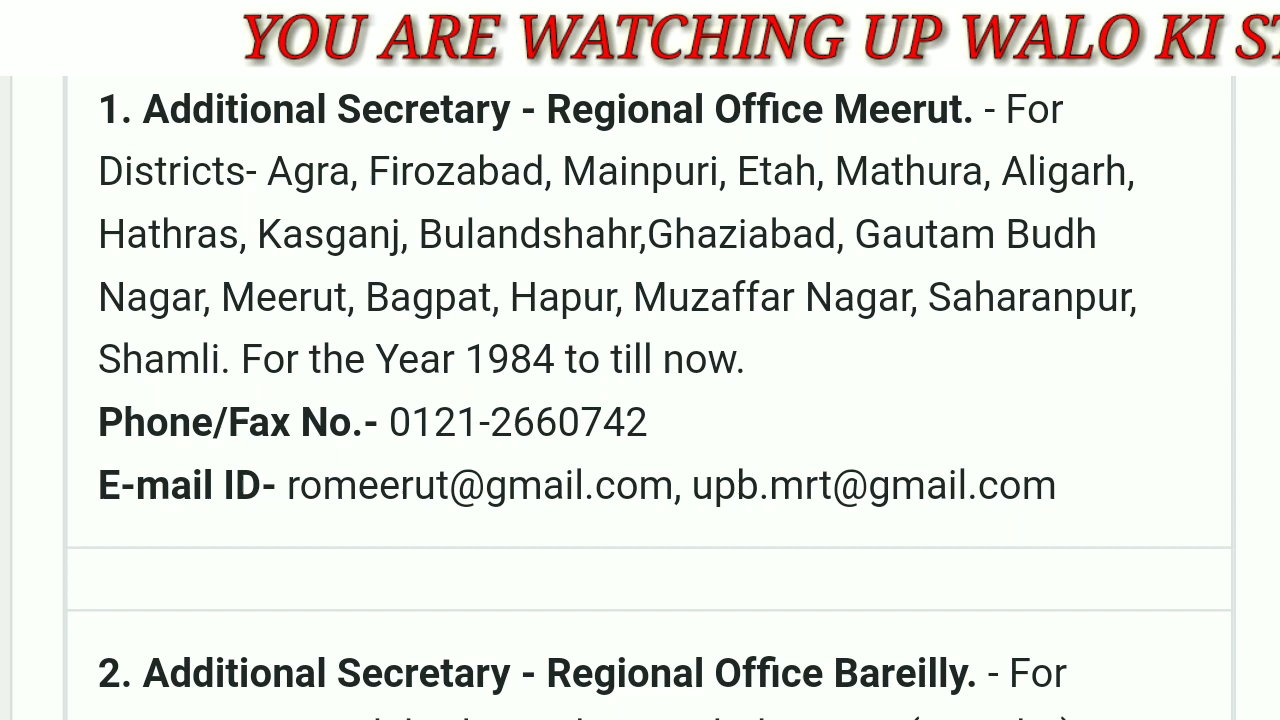 YOU ARE WATCHING UP WALO KI
1. Additional Secretary - Regional Office Meerut. - For
Districts- Agra, Firozabad, Mainpuri, Etah, Mathura, Aligarh,
Hathras, Kasganj, Bulandshahr,Ghaziabad, Gautam Budh
Nagar, Meerut, Bagpat, Hapur, Muzaffar Nagar, Saharanpur,
Shamli. For the Year 1984 to till now.
Phone/Fax No.- 0121-2660742
E-mail ID- romeerut@gmail.com, upb.mrt@gmail.com
2. Additional Secretary - Regional Office Bareilly. - For